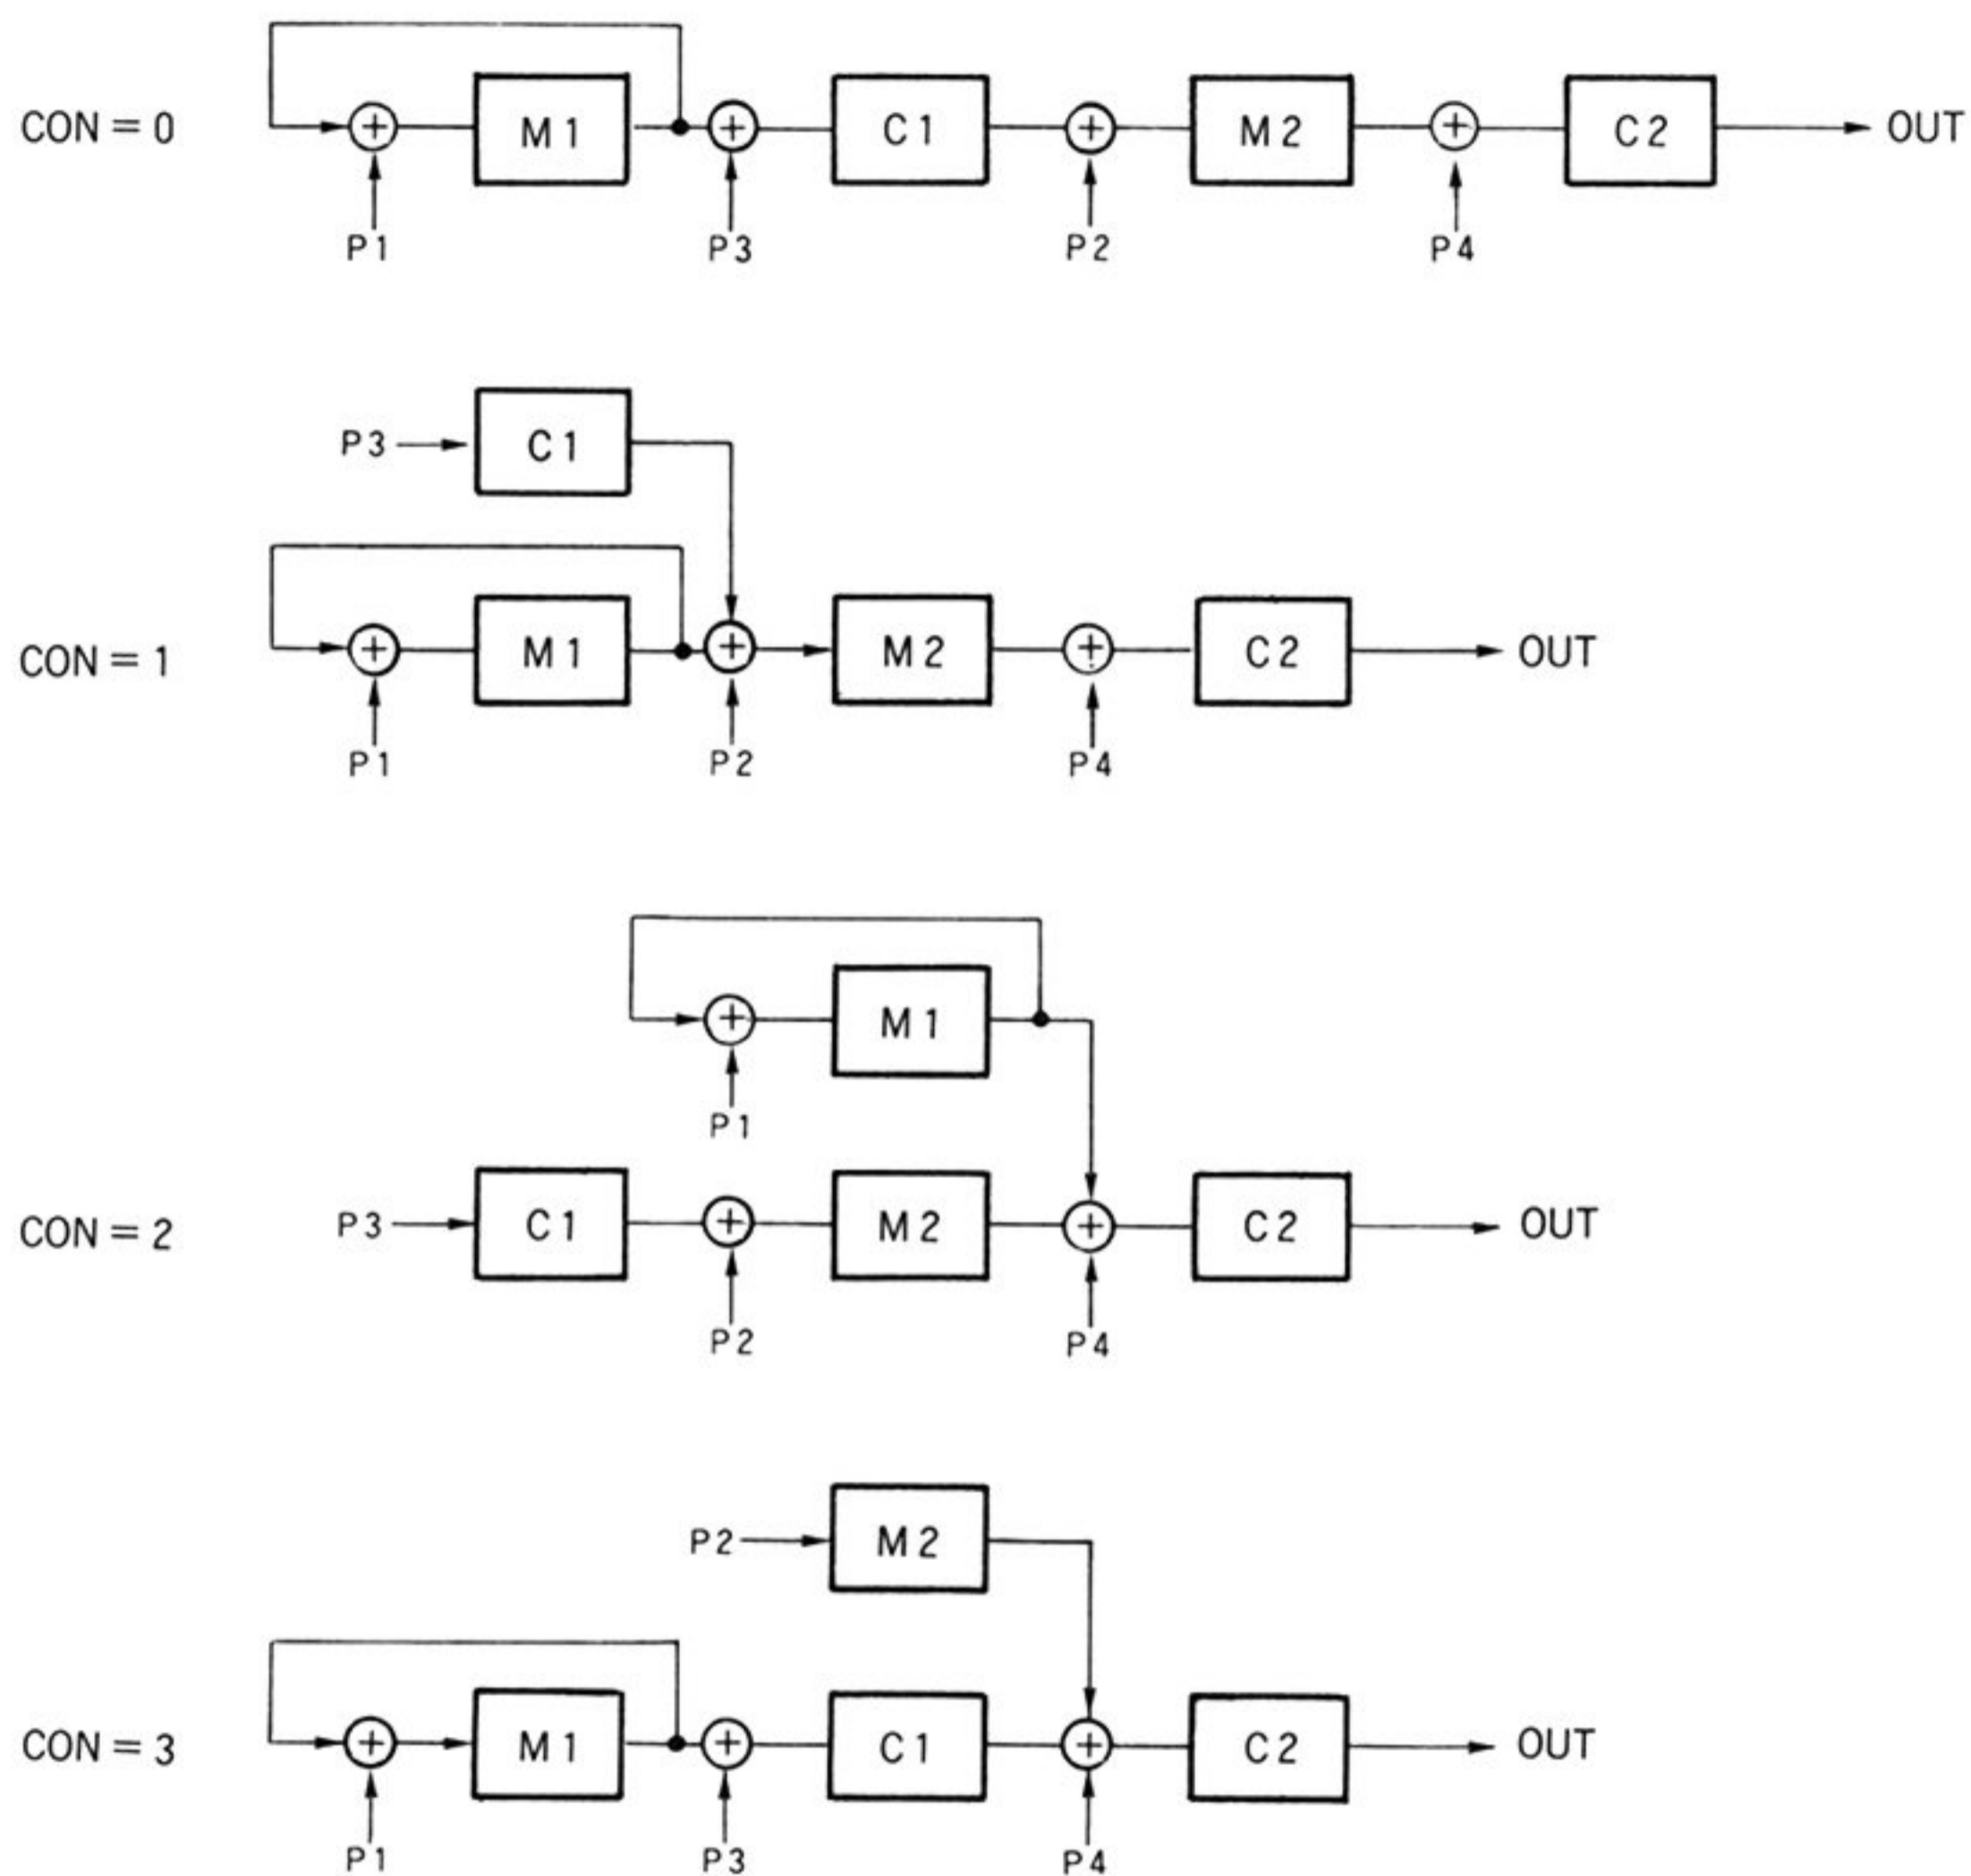 CON = 0 M1 C1 M2 C2 OUT
P1 P3 P2 P4
P3 C1
CON = 1 M1 M2 C2 OUT
P1 P2 P4
M1
P1
CON = 2 P3 C1 M2 C2 OUT
P2 P4
P2 M2
CON = 3 M1 C1 C2 OUT
P1 P3 P4